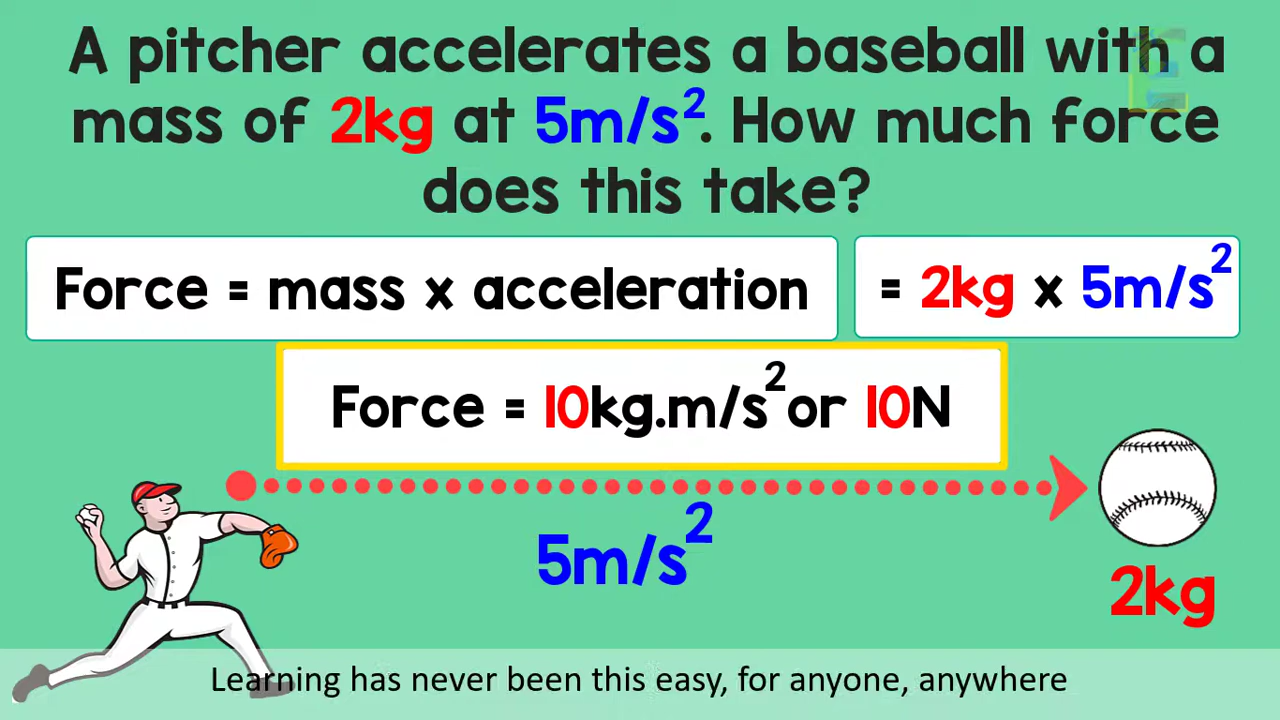 A pitcher accelerates a baseball with a
mass of 2kg at 5m/s². How much force
does this take?
Force = mass x acceleration
= 2kg x 5m/s²
Force = 10kg.m/s² or 10N
5m/s²
2kg
Learning has never been this easy, for anyone, anywhere